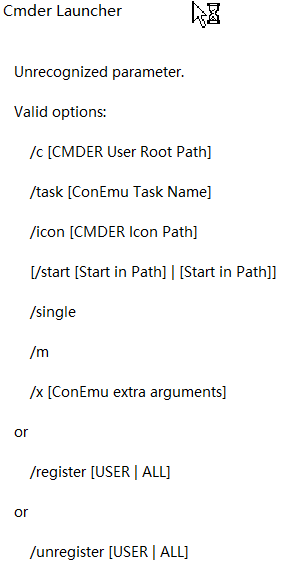 Cmder Launcher
Unrecognized parameter.
Valid options:
/c [CMDER User Root Path]
/task [ConEmu Task Name]
/icon [CMDER Icon Path]
[/start [Start in Path] | [Start in Path]]
/single
/m
/x [ConEmu extra arguments]
or
/register [USER | ALL]
or
/unregister [USER | ALL]